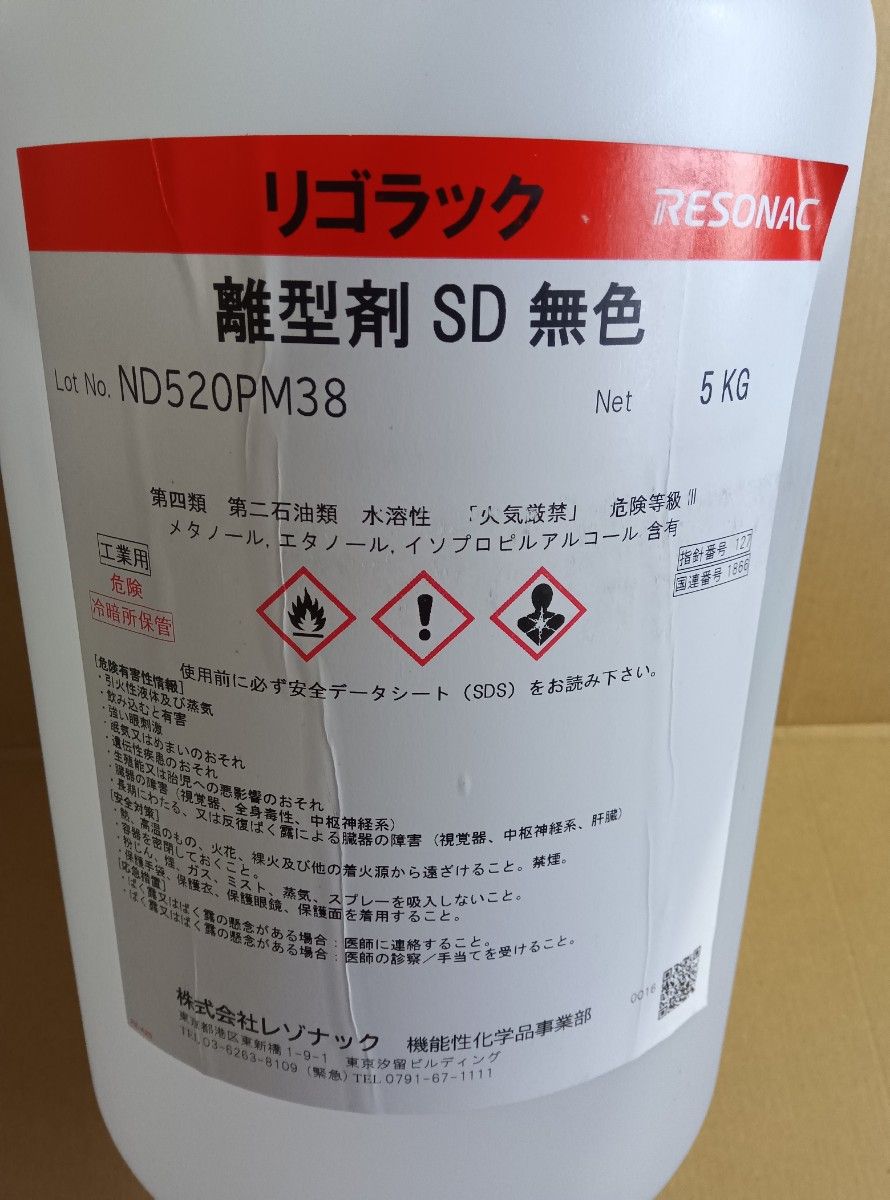 リゴラック RESONAC
離型剤 SD 無色
Lot No. ND520PM38 Net 5 KG
第四類 第二石油類 水溶性 「火気厳禁」 危険等級 III
メタノール, エタノール, イソプロピルアルコール 含有
工業用
危険
冷暗所保管
指針番号 127
国連番号 1866
使用前に必ず安全データシート (SDS) をお読み下さい。
[危険有害性情報]
・引火性液体及び蒸気
・飲み込むと有害
・強い眼刺激
・眠気又はめまいのおそれ
・遺伝性疾患のおそれ
・生殖能又は胎児への悪影響のおそれ
・臓器の障害 (視覚器、全身毒性、中枢神経系)
・長期にわたる、又は反復ばく露による臓器の障害 (視覚器、中枢神経系、肝臓)
[安全対策]
・熱、高温のもの、火花、裸火及び他の着火源から遠ざけること。禁煙。
・容器を密閉しておくこと。
・粉じん、煙、ガス、ミスト、蒸気、スプレーを吸入しないこと。
・保護手袋、保護衣、保護眼鏡、保護面を着用すること。
[応急措置]
・ばく露又はばく露の懸念がある場合：医師に連絡すること。
・ばく露又はばく露の懸念がある場合：医師の診察／手当てを受けること。
0016
株式会社レゾナック 機能性化学品事業部
東京都港区東新橋 1-9-1 東京汐留ビルディング
TEL 03-6263-8109 (緊急) TEL 0791-67-1111